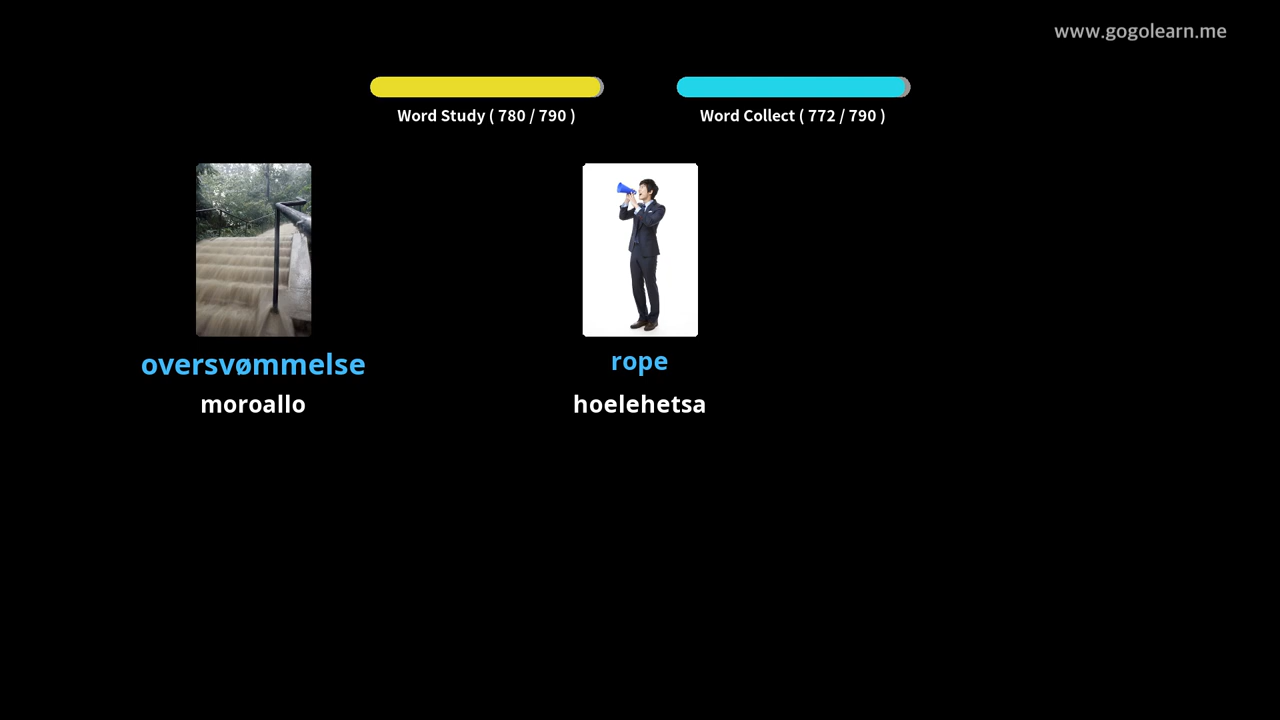 www.gogolearn.me
Word Study ( 780 / 790 )
Word Collect ( 772 / 790 )
oversvømmelse
rope
moroallo
hoelehetsa